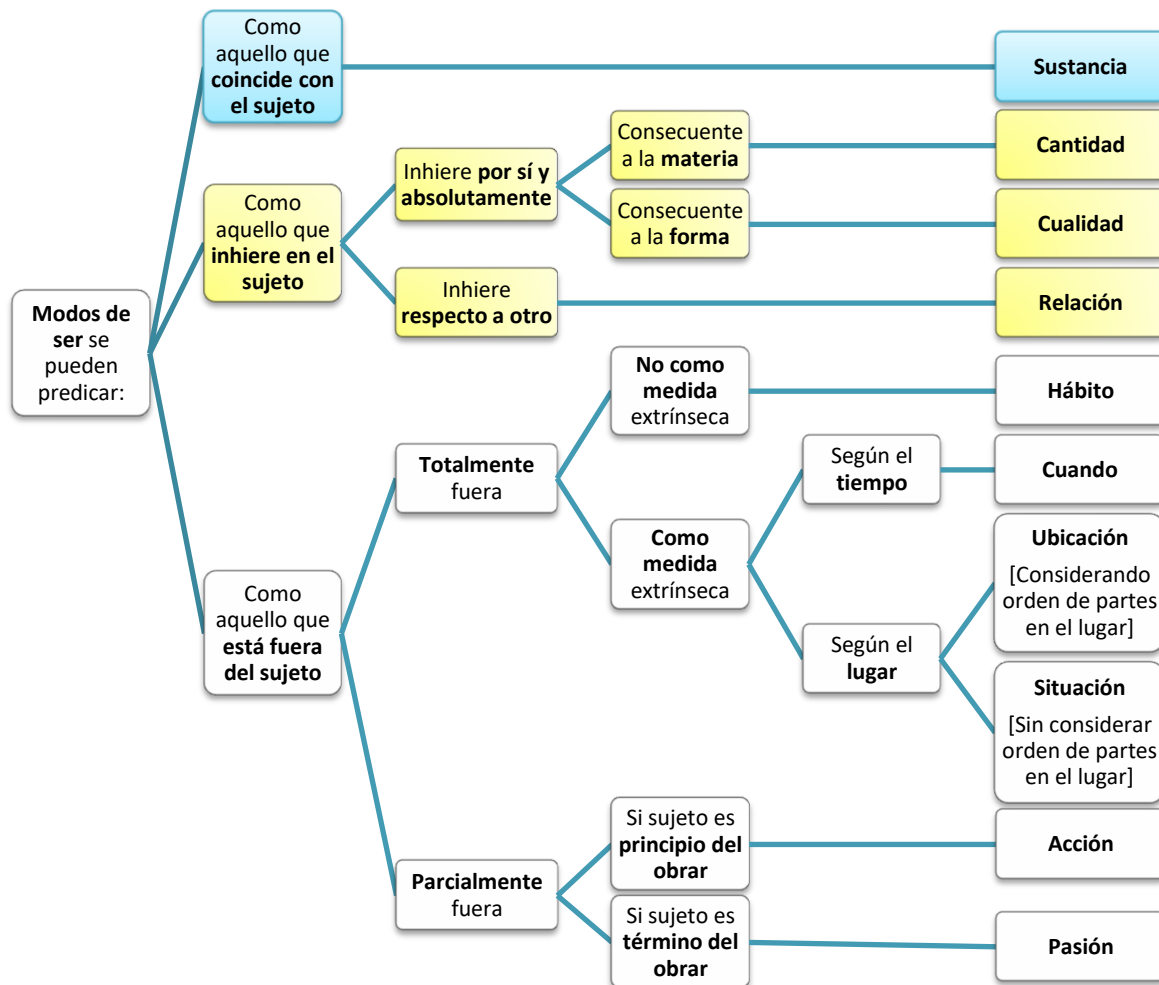 Modos de
ser se
pueden
predicar:
Como
aquello que
coincide con
el sujeto
Sustancia
Como
aquello que
inhiere en el
sujeto
Inhiere por sí y
absolutamente
Consecuente
a la materia
Cantidad
Consecuente
a la forma
Cualidad
Inhiere
respecto a otro
Relación
Como
aquello que
está fuera
del sujeto
Totalmente
fuera
No como
medida
extrínseca
Hábito
Como
medida
extrínseca
Según el
tiempo
Cuando
Según el
lugar
Ubicación
[Considerando
orden de partes
en el lugar]
Situación
[Sin considerar
orden de partes
en el lugar]
Parcialmente
fuera
Si sujeto es
principio del
obrar
Acción
Si sujeto es
término del
obrar
Pasión